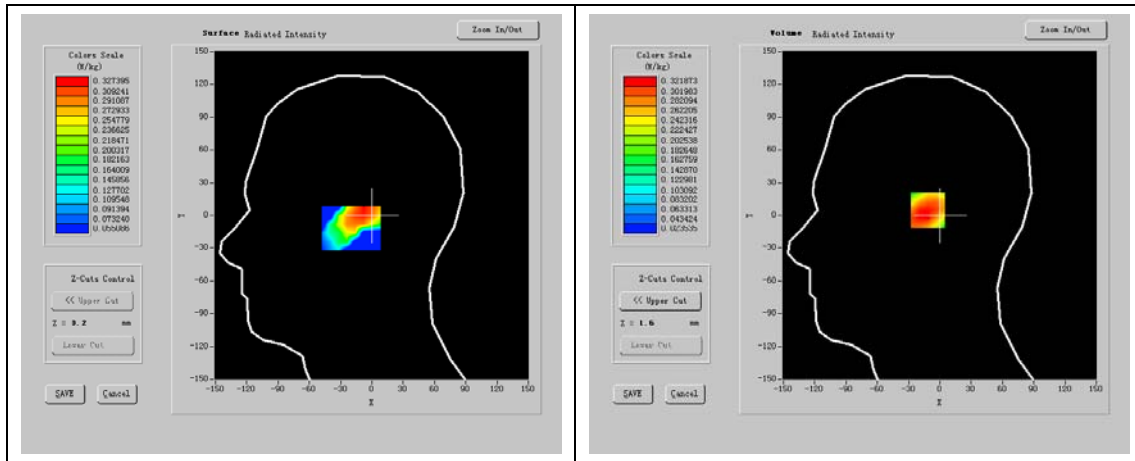 Surface Radiated Intensity
Zoom In/Out
Colors Scale
(W/kg)
0.327395
0.309241
0.291087
0.272933
0.254779
0.236625
0.218471
0.200317
0.182163
0.164009
0.145856
0.127702
0.109548
0.091394
0.073240
0.055086
Z-Cuts Control
<< Upper Cut
Z = 3.2 mm
Lower Cut
SAVE Cancel
150
120
90
60
30
0
-30
-60
-90
-120
-150
Y
-150 -120 -90 -60 -30 0 30 60 90 120 150
X
Volume Radiated Intensity
Zoom In/Out
Colors Scale
(W/kg)
0.321873
0.301983
0.282094
0.262205
0.242316
0.222427
0.202538
0.182648
0.162759
0.142870
0.122981
0.103092
0.083202
0.063313
0.043424
0.023535
Z-Cuts Control
<< Upper Cut
Z = 1.6 mm
Lower Cut
SAVE Cancel
150
120
90
60
30
0
-30
-60
-90
-120
-150
Y
-150 -120 -90 -60 -30 0 30 60 90 120 150
X